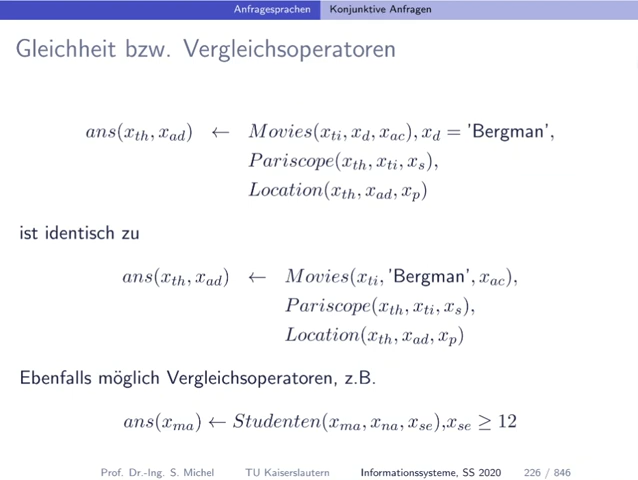 Anfragesprachen Konjunktive Anfragen
Gleichheit bzw. Vergleichsoperatoren
ans(x_th, x_ad) ← Movies(x_ti, x_d, x_ac), x_d = 'Bergman',
Pariscope(x_th, x_ti, x_s),
Location(x_th, x_ad, x_p)
ist identisch zu
ans(x_th, x_ad) ← Movies(x_ti, 'Bergman', x_ac),
Pariscope(x_th, x_ti, x_s),
Location(x_th, x_ad, x_p)
Ebenfalls möglich Vergleichsoperatoren, z.B.
ans(x_ma) ← Studenten(x_ma, x_na, x_se),x_se ≥ 12
Prof. Dr.-Ing. S. Michel TU Kaiserslautern Informationssysteme, SS 2020 226 / 846